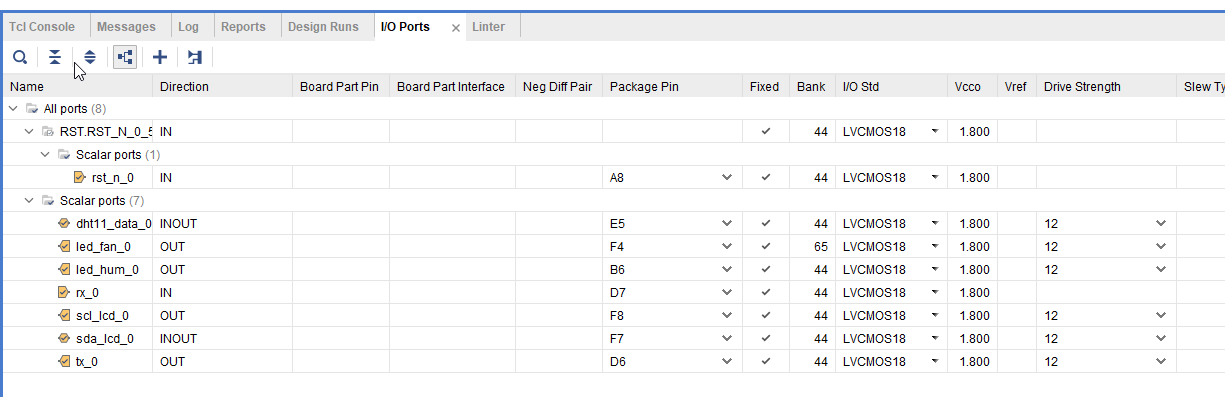 Tcl Console Messages Log Reports Design Runs I/O Ports × Linter
Name Direction Board Part Pin Board Part Interface Neg Diff Pair Package Pin Fixed Bank I/O Std Vcco Vref Drive Strength Slew Ty
All ports (8)
RST.RST_N_0_5 IN 44 LVCMOS18 1.800
Scalar ports (1)
rst_n_0 IN A8 44 LVCMOS18 1.800
Scalar ports (7)
dht11_data_0 INOUT E5 44 LVCMOS18 1.800 12
led_fan_0 OUT F4 65 LVCMOS18 1.800 12
led_hum_0 OUT B6 44 LVCMOS18 1.800 12
rx_0 IN D7 44 LVCMOS18 1.800
scl_lcd_0 OUT F8 44 LVCMOS18 1.800 12
sda_lcd_0 INOUT F7 44 LVCMOS18 1.800 12
tx_0 OUT D6 44 LVCMOS18 1.800 12